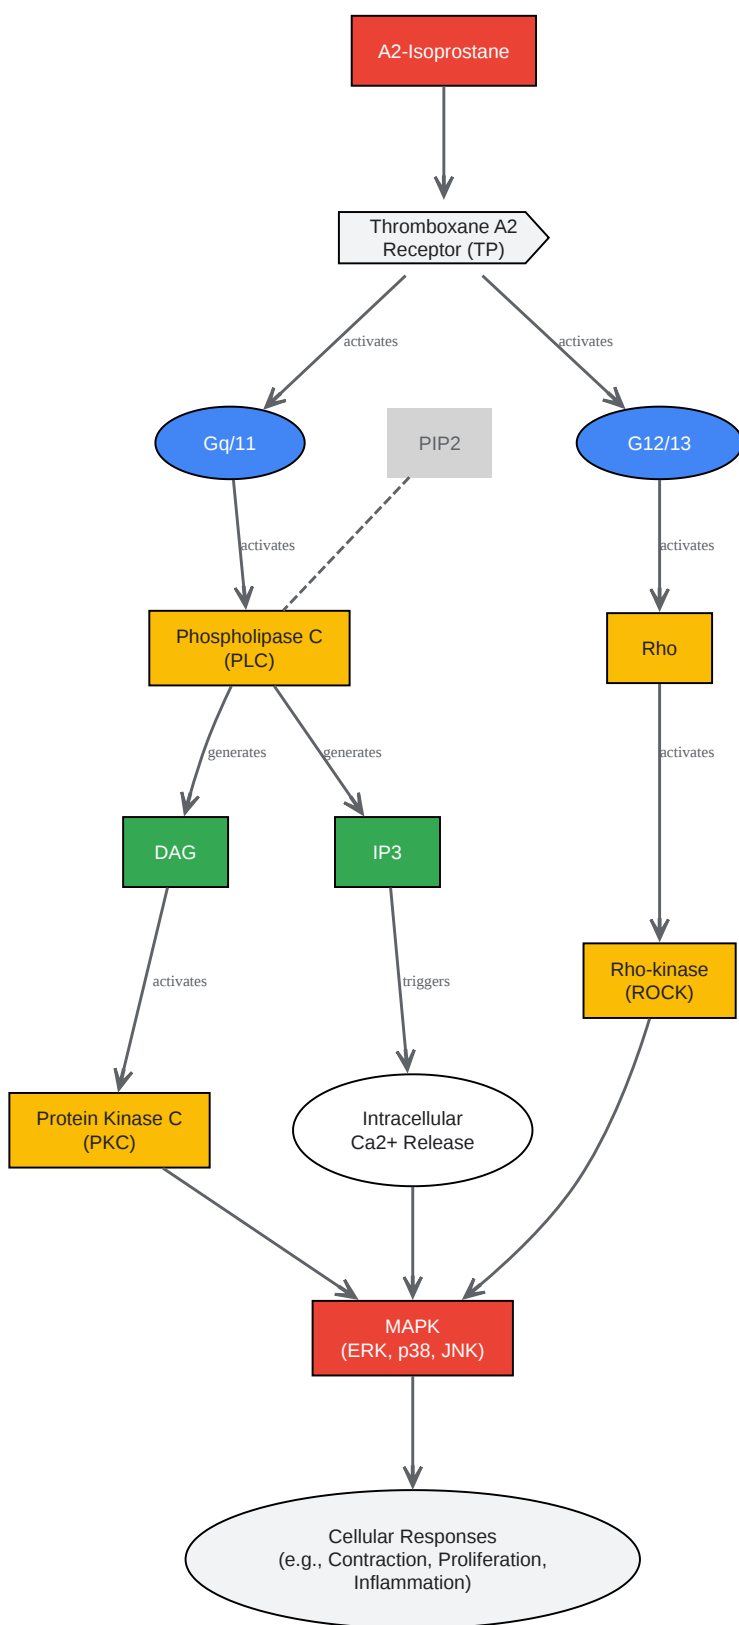 A2-Isoprostane
Thromboxane A2
Receptor (TP)
activates
activates
Gq/11
PIP2
G12/13
activates
activates
Phospholipase C
(PLC)
Rho
generates
generates
activates
DAG
IP3
Rho-kinase
(ROCK)
activates
triggers
Protein Kinase C
(PKC)
Intracellular
Ca2+ Release
MAPK
(ERK, p38, JNK)
Cellular Responses
(e.g., Contraction, Proliferation,
Inflammation)